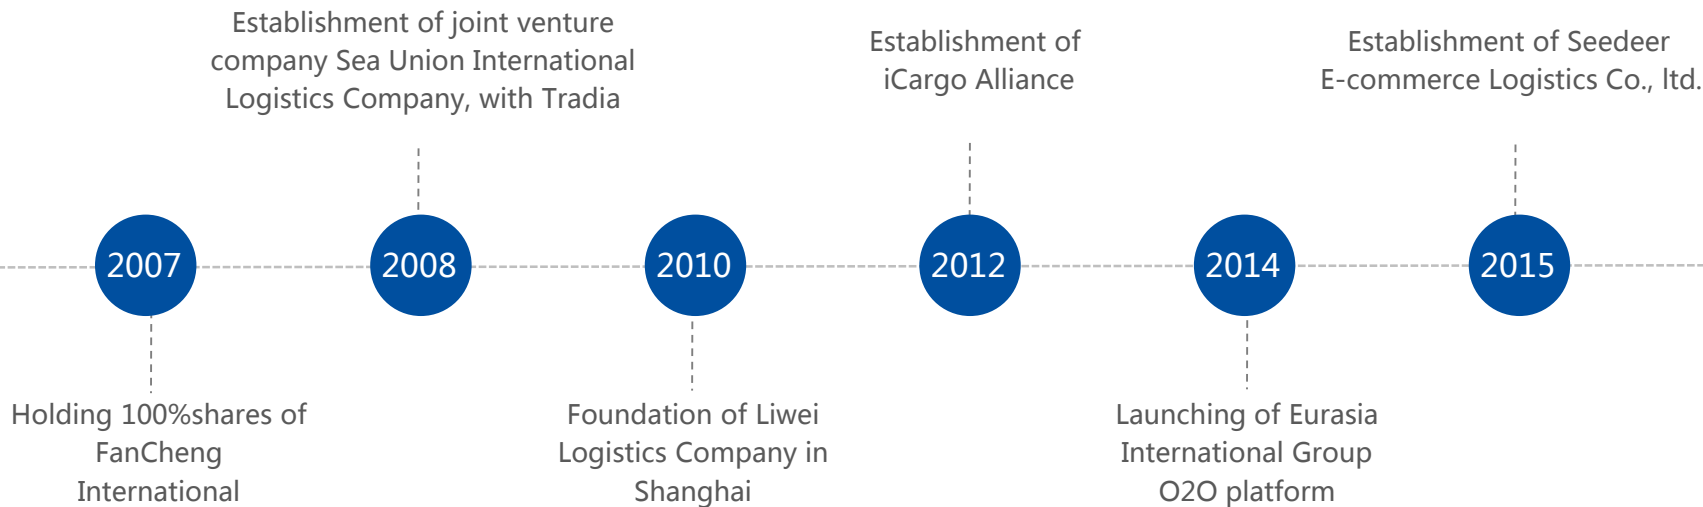 Establishment of joint venture
company Sea Union International
Logistics Company, with Tradia
Establishment of
iCargo Alliance
Establishment of Seedeer
E-commerce Logistics Co., ltd.
2007
2008
2010
2012
2014
2015
Holding 100%shares of
FanCheng
International
Foundation of Liwei
Logistics Company in
Shanghai
Launching of Eurasia
International Group
O2O platform